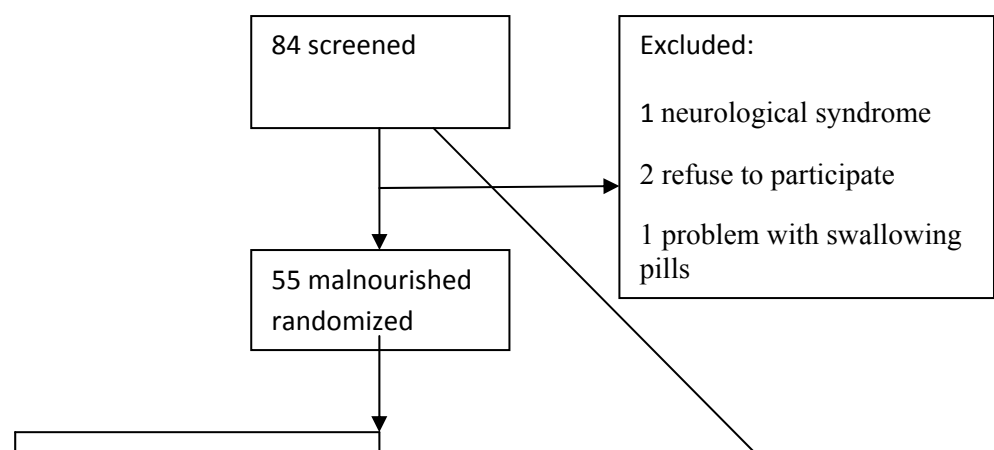 84 screened
Excluded:
1 neurological syndrome
2 refuse to participate
1 problem with swallowing
pills
55 malnourished
randomized